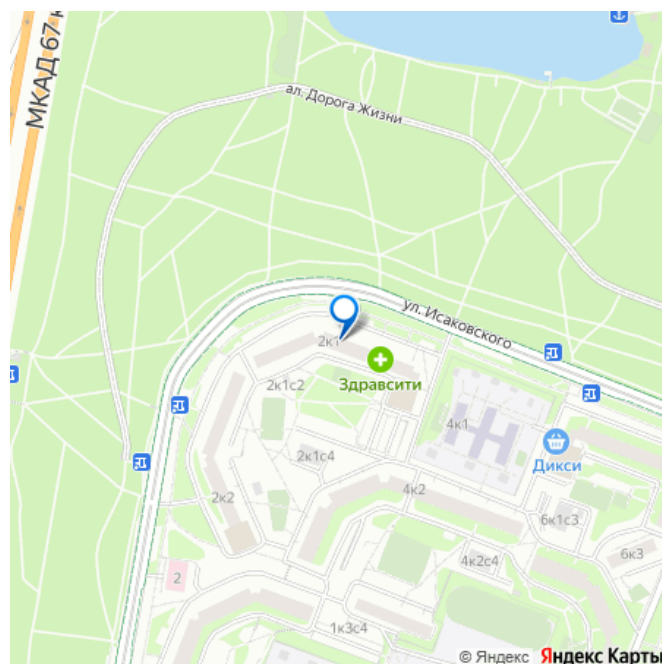 МКАД 67 к
ал. Дорога Жизни
ул. Исаковского
2к1
Здравсити
2к1с2
4к1
Дикси
2к1с4
4к2
2к2
6к1с3
6к3
4к2с4
2
1к3с4
© Яндекс Яндекс Карты